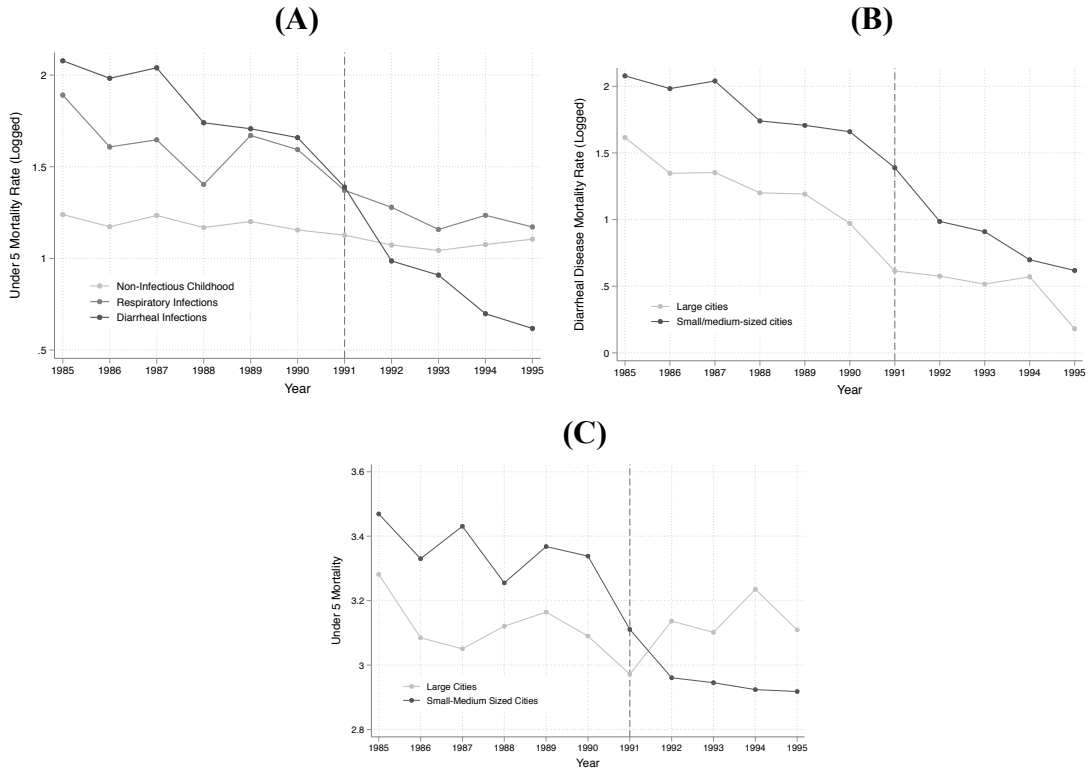 (A)
Under 5 Mortality Rate (Logged)
2
1.5
1
.5
Non-Infectious Childhood
Respiratory Infections
Diarrheal Infections
1985 1986 1987 1988 1989 1990 1991 1992 1993 1994 1995
Year
(B)
Diarrheal Disease Mortality Rate (Logged)
2
1.5
1
.5
0
Large cities
Small/medium-sized cities
1985 1986 1987 1988 1989 1990 1991 1992 1993 1994 1995
Year
(C)
Under 5 Mortality
3.6
3.4
3.2
3
2.8
Large Cities
Small-Medium Sized Cities
1985 1986 1987 1988 1989 1990 1991 1992 1993 1994 1995
Year